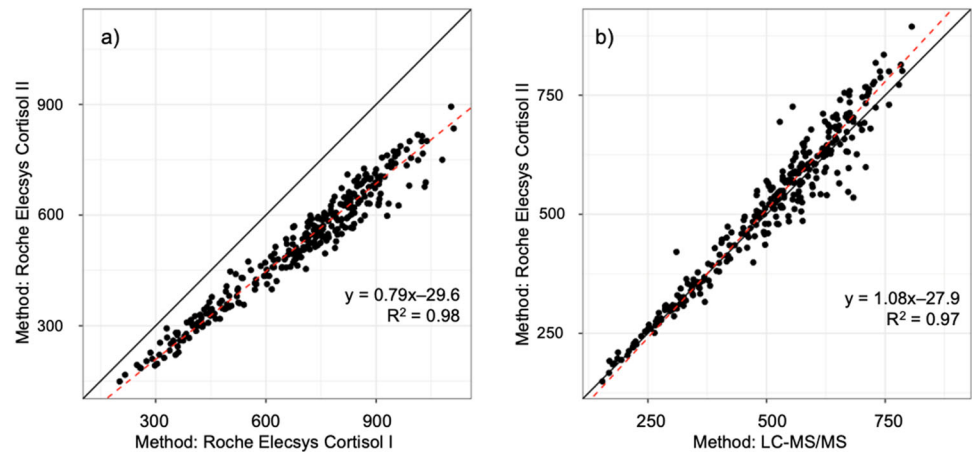 a)
Method: Roche Elecsys Cortisol II
900
600
300
y = 0.79x–29.6
R² = 0.98
300 600 900
Method: Roche Elecsys Cortisol I
b)
Method: Roche Elecsys Cortisol II
750
500
250
y = 1.08x–27.9
R² = 0.97
250 500 750
Method: LC-MS/MS